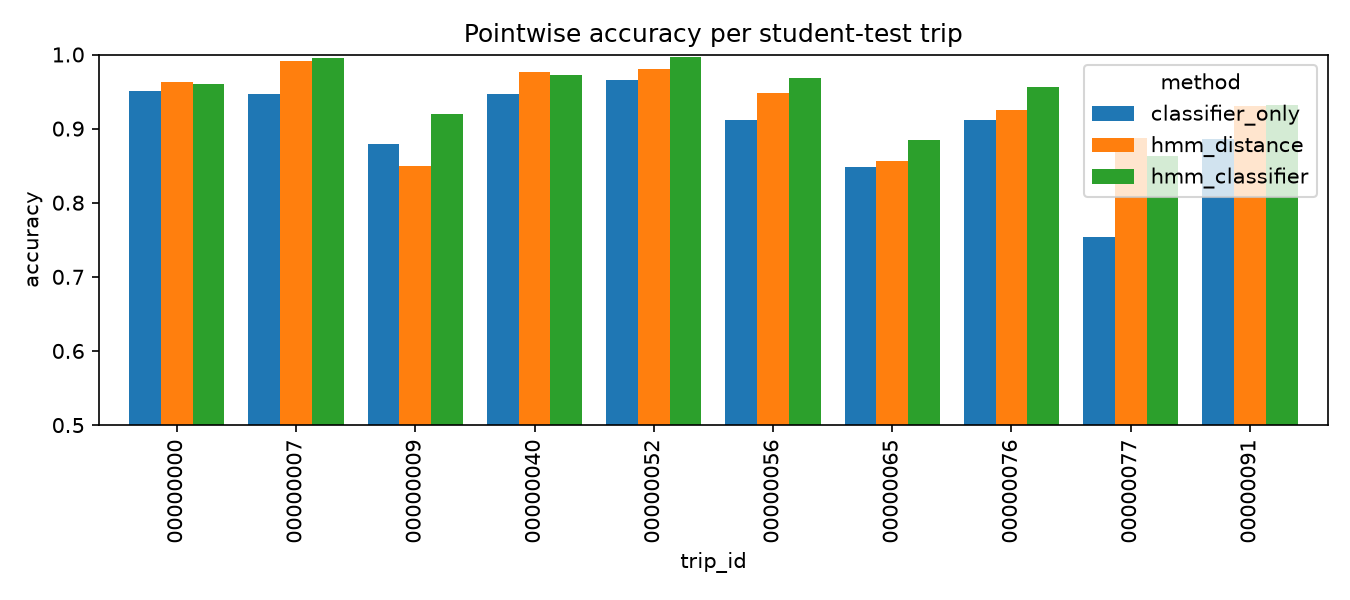 Pointwise accuracy per student-test trip
1.0
0.9
0.8
0.7
0.6
0.5
accuracy
method
classifier_only
hmm_distance
hmm_classifier
00000000
00000007
00000009
00000040
00000052
00000056
00000065
00000076
00000077
00000091
trip_id